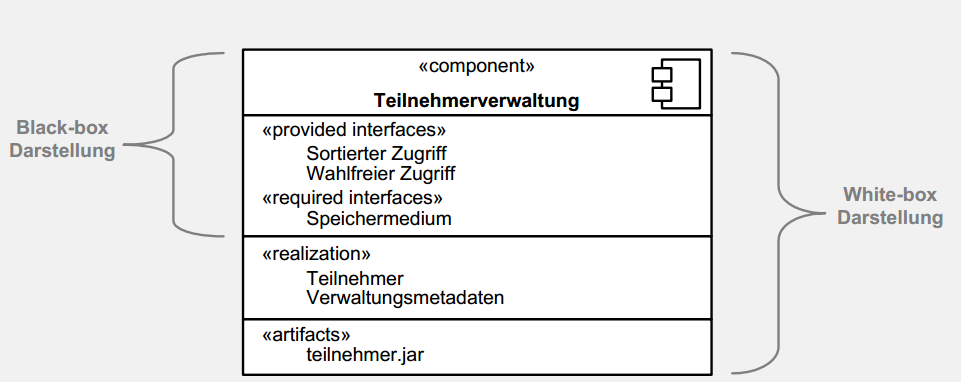 «component»
Teilnehmerverwaltung
Black-box
Darstellung
«provided interfaces»
Sortierter Zugriff
Wahlfreier Zugriff
«required interfaces»
Speichermedium
White-box
Darstellung
«realization»
Teilnehmer
Verwaltungsmetadaten
«artifacts»
teilnehmer.jar